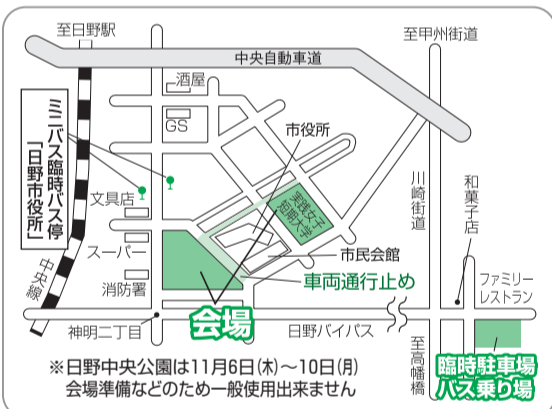 至日野駅
至甲州街道
中央自動車道
酒屋
GS
市役所
ミニバス臨時バス停
「日野市役所」
文具店
実践女子
短期大学
川崎街道
和菓子店
スーパー
市民会館
車両通行止め
中央線
消防署
ファミリー
レストラン
会場
神明二丁目
日野バイパス
至高幡橋
臨時駐車場
バス乗り場
※日野中央公園は11月6日(木)～10日(月)
会場準備などのため一般使用出来ません